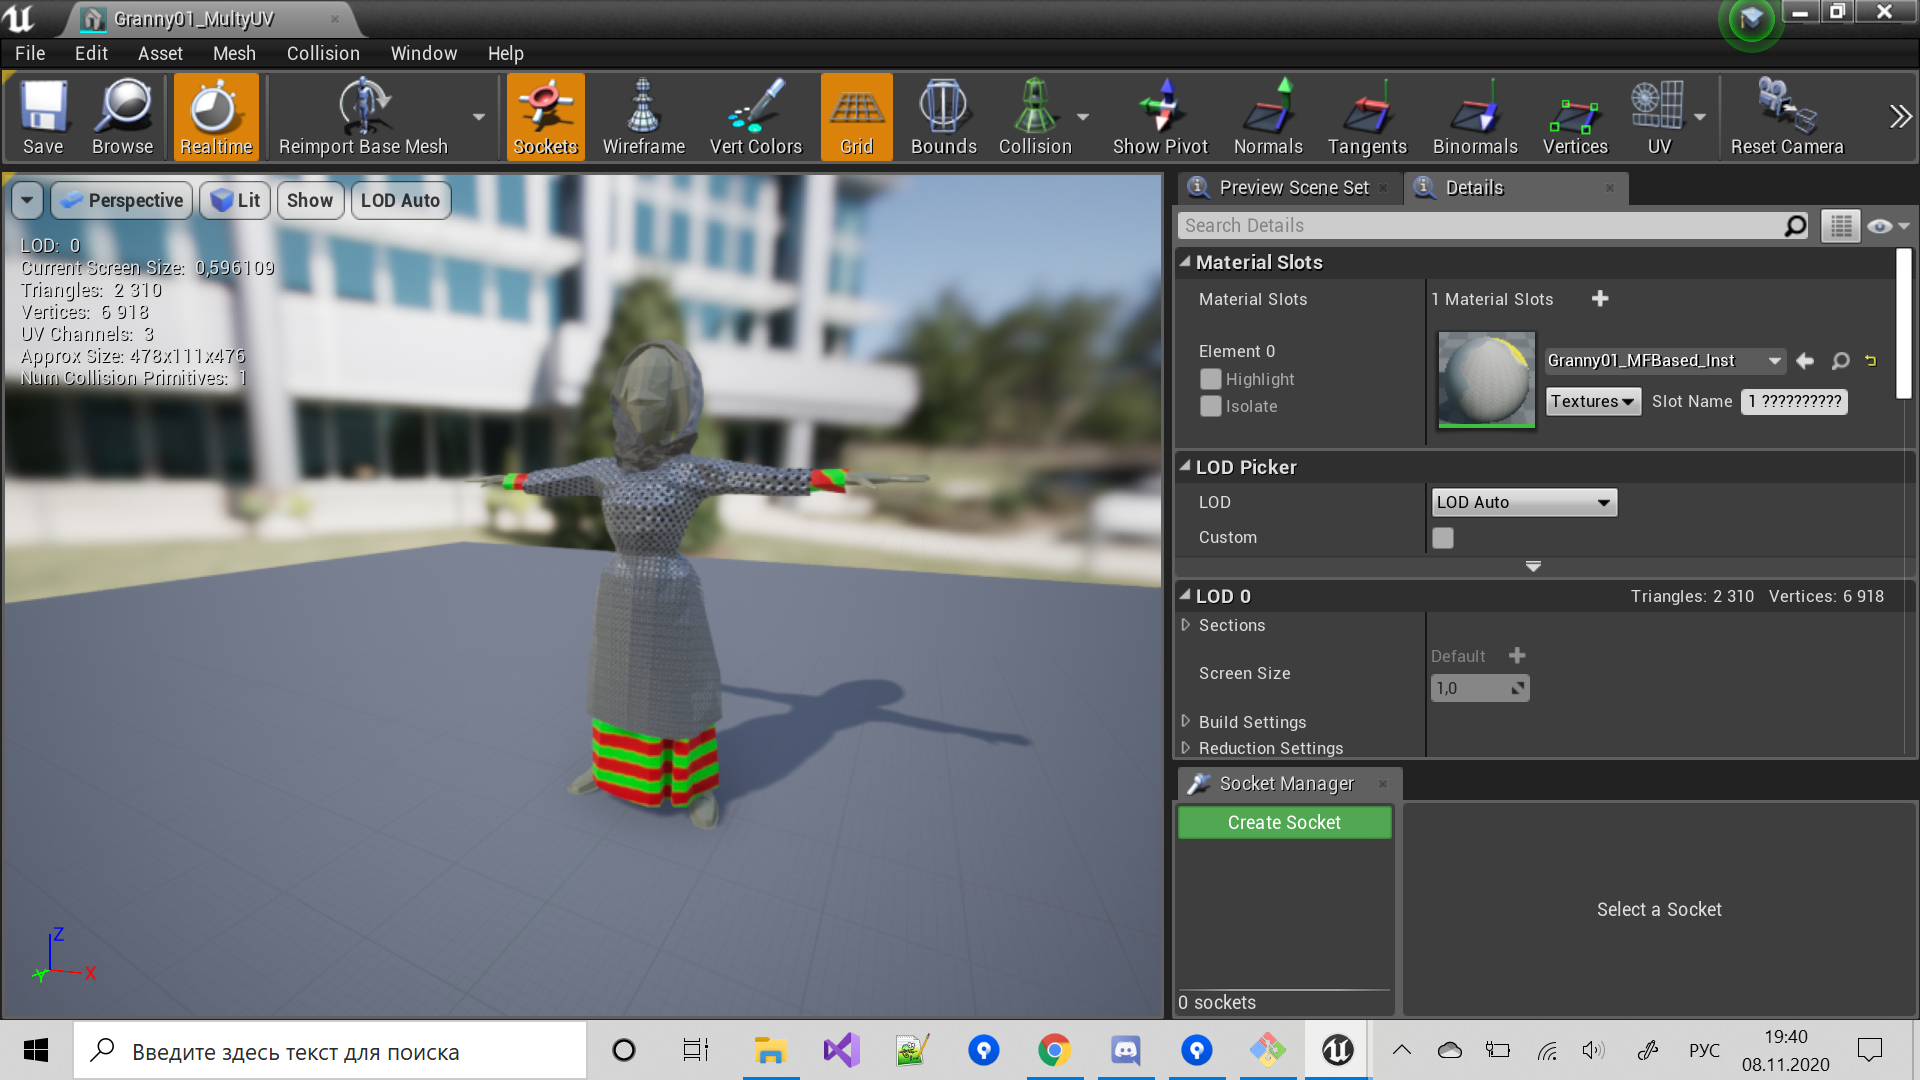 Granny01_MultyUV
File Edit Asset Mesh Collision Window Help
Save Browse Realtime Reimport Base Mesh Sockets Wireframe Vert Colors Grid Bounds Collision Show Pivot Normals Tangents Binormals Vertices UV Reset Camera
Perspective Lit Show LOD Auto
LOD: 0
Current Screen Size: 0,596109
Triangles: 2 310
Vertices: 6 918
UV Channels: 3
Approx Size: 478x111x476
Num Collision Primitives: 1
Z
Y
X
Preview Scene Set Details
Search Details
Material Slots
Material Slots 1 Material Slots
Element 0
Highlight
Isolate
Granny01_MFBased_Inst
Textures Slot Name 1 ??????????
LOD Picker
LOD LOD Auto
Custom
LOD 0 Triangles: 2 310 Vertices: 6 918
Sections
Default
Screen Size
1,0
Build Settings
Reduction Settings
Socket Manager
Create Socket
Select a Socket
0 sockets
Введите здесь текст для поиска
РУС
19:40
08.11.2020